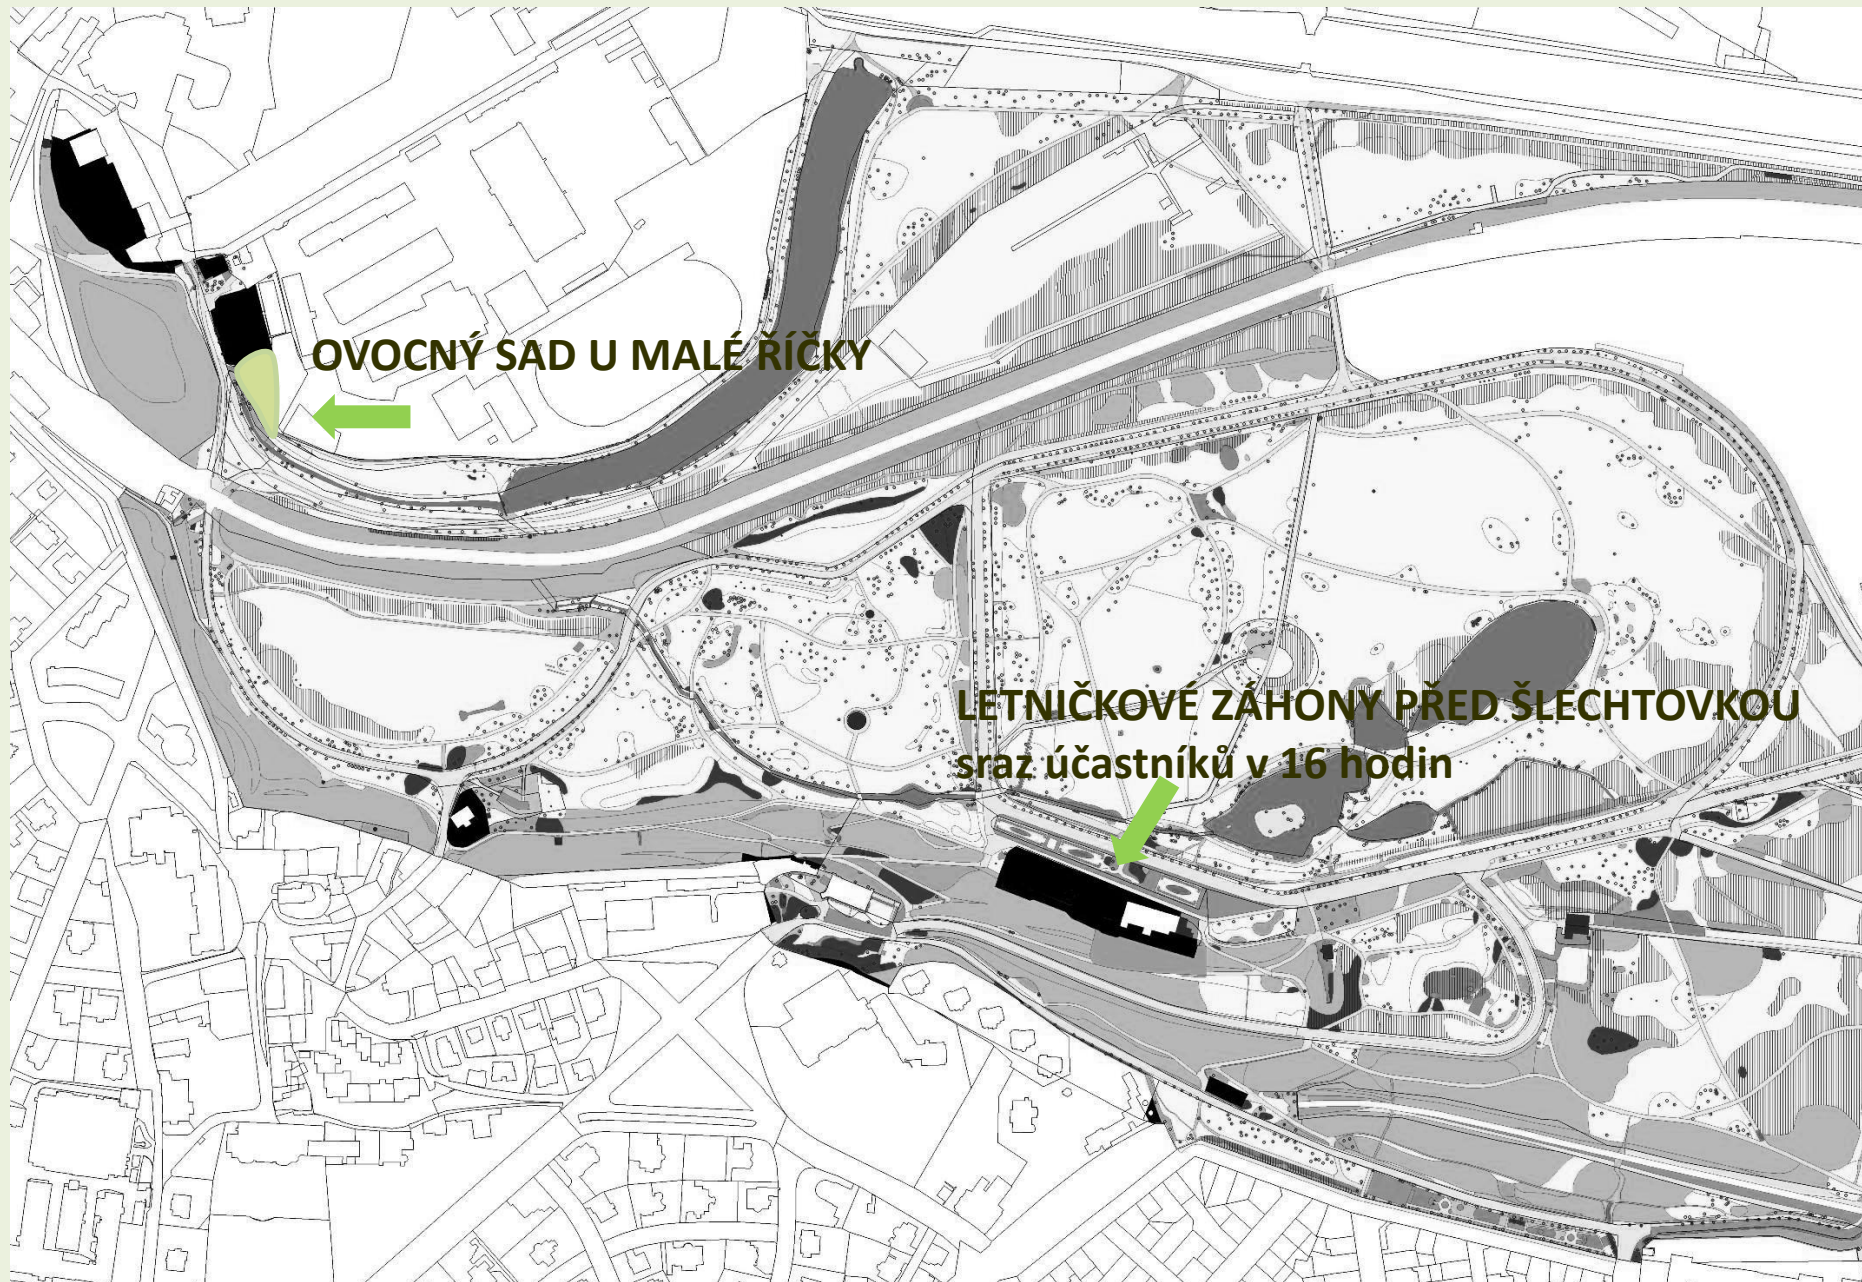 OVOCNÝ SAD U MALÉ ŘÍČKY
LETNIČKOVÉ ZÁHONY PŘED ŠLECHTOVKOU
sraz účastníků v 16 hodin